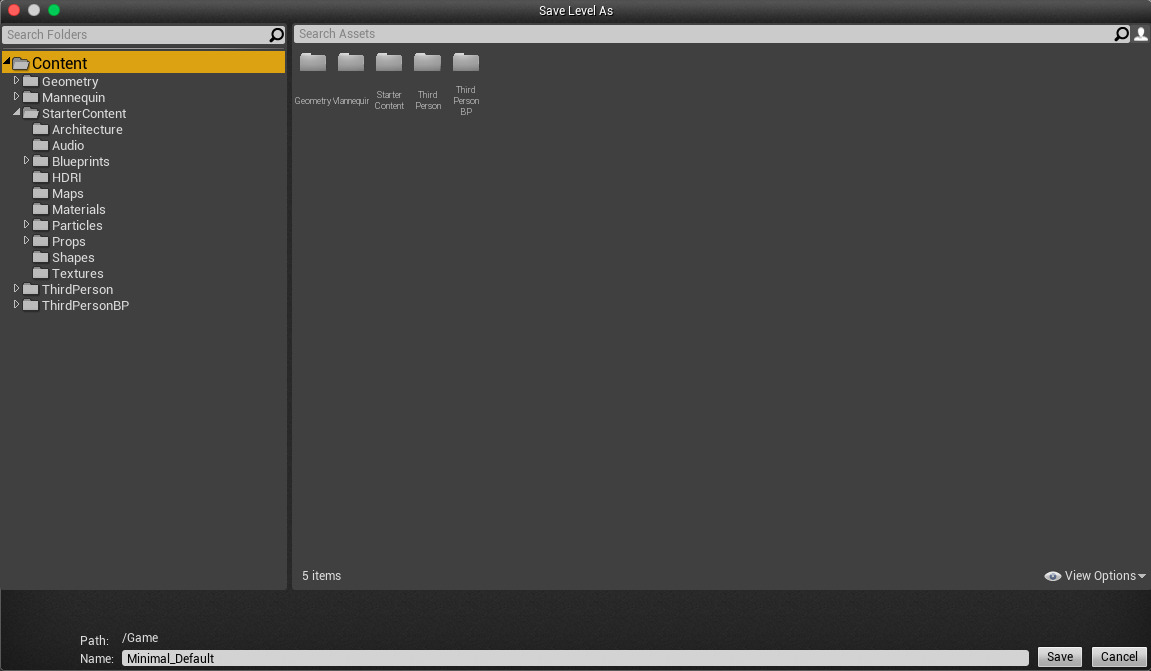 Save Level As
Search Folders
Content
Geometry
Mannequin
StarterContent
Architecture
Audio
Blueprints
HDRI
Maps
Materials
Particles
Props
Shapes
Textures
ThirdPerson
ThirdPersonBP
Search Assets
Geometry Mannequin
Starter
Content
Third
Person
Third
Person
BP
5 items
View Options
Path: /Game
Name: Minimal_Default
Save Cancel